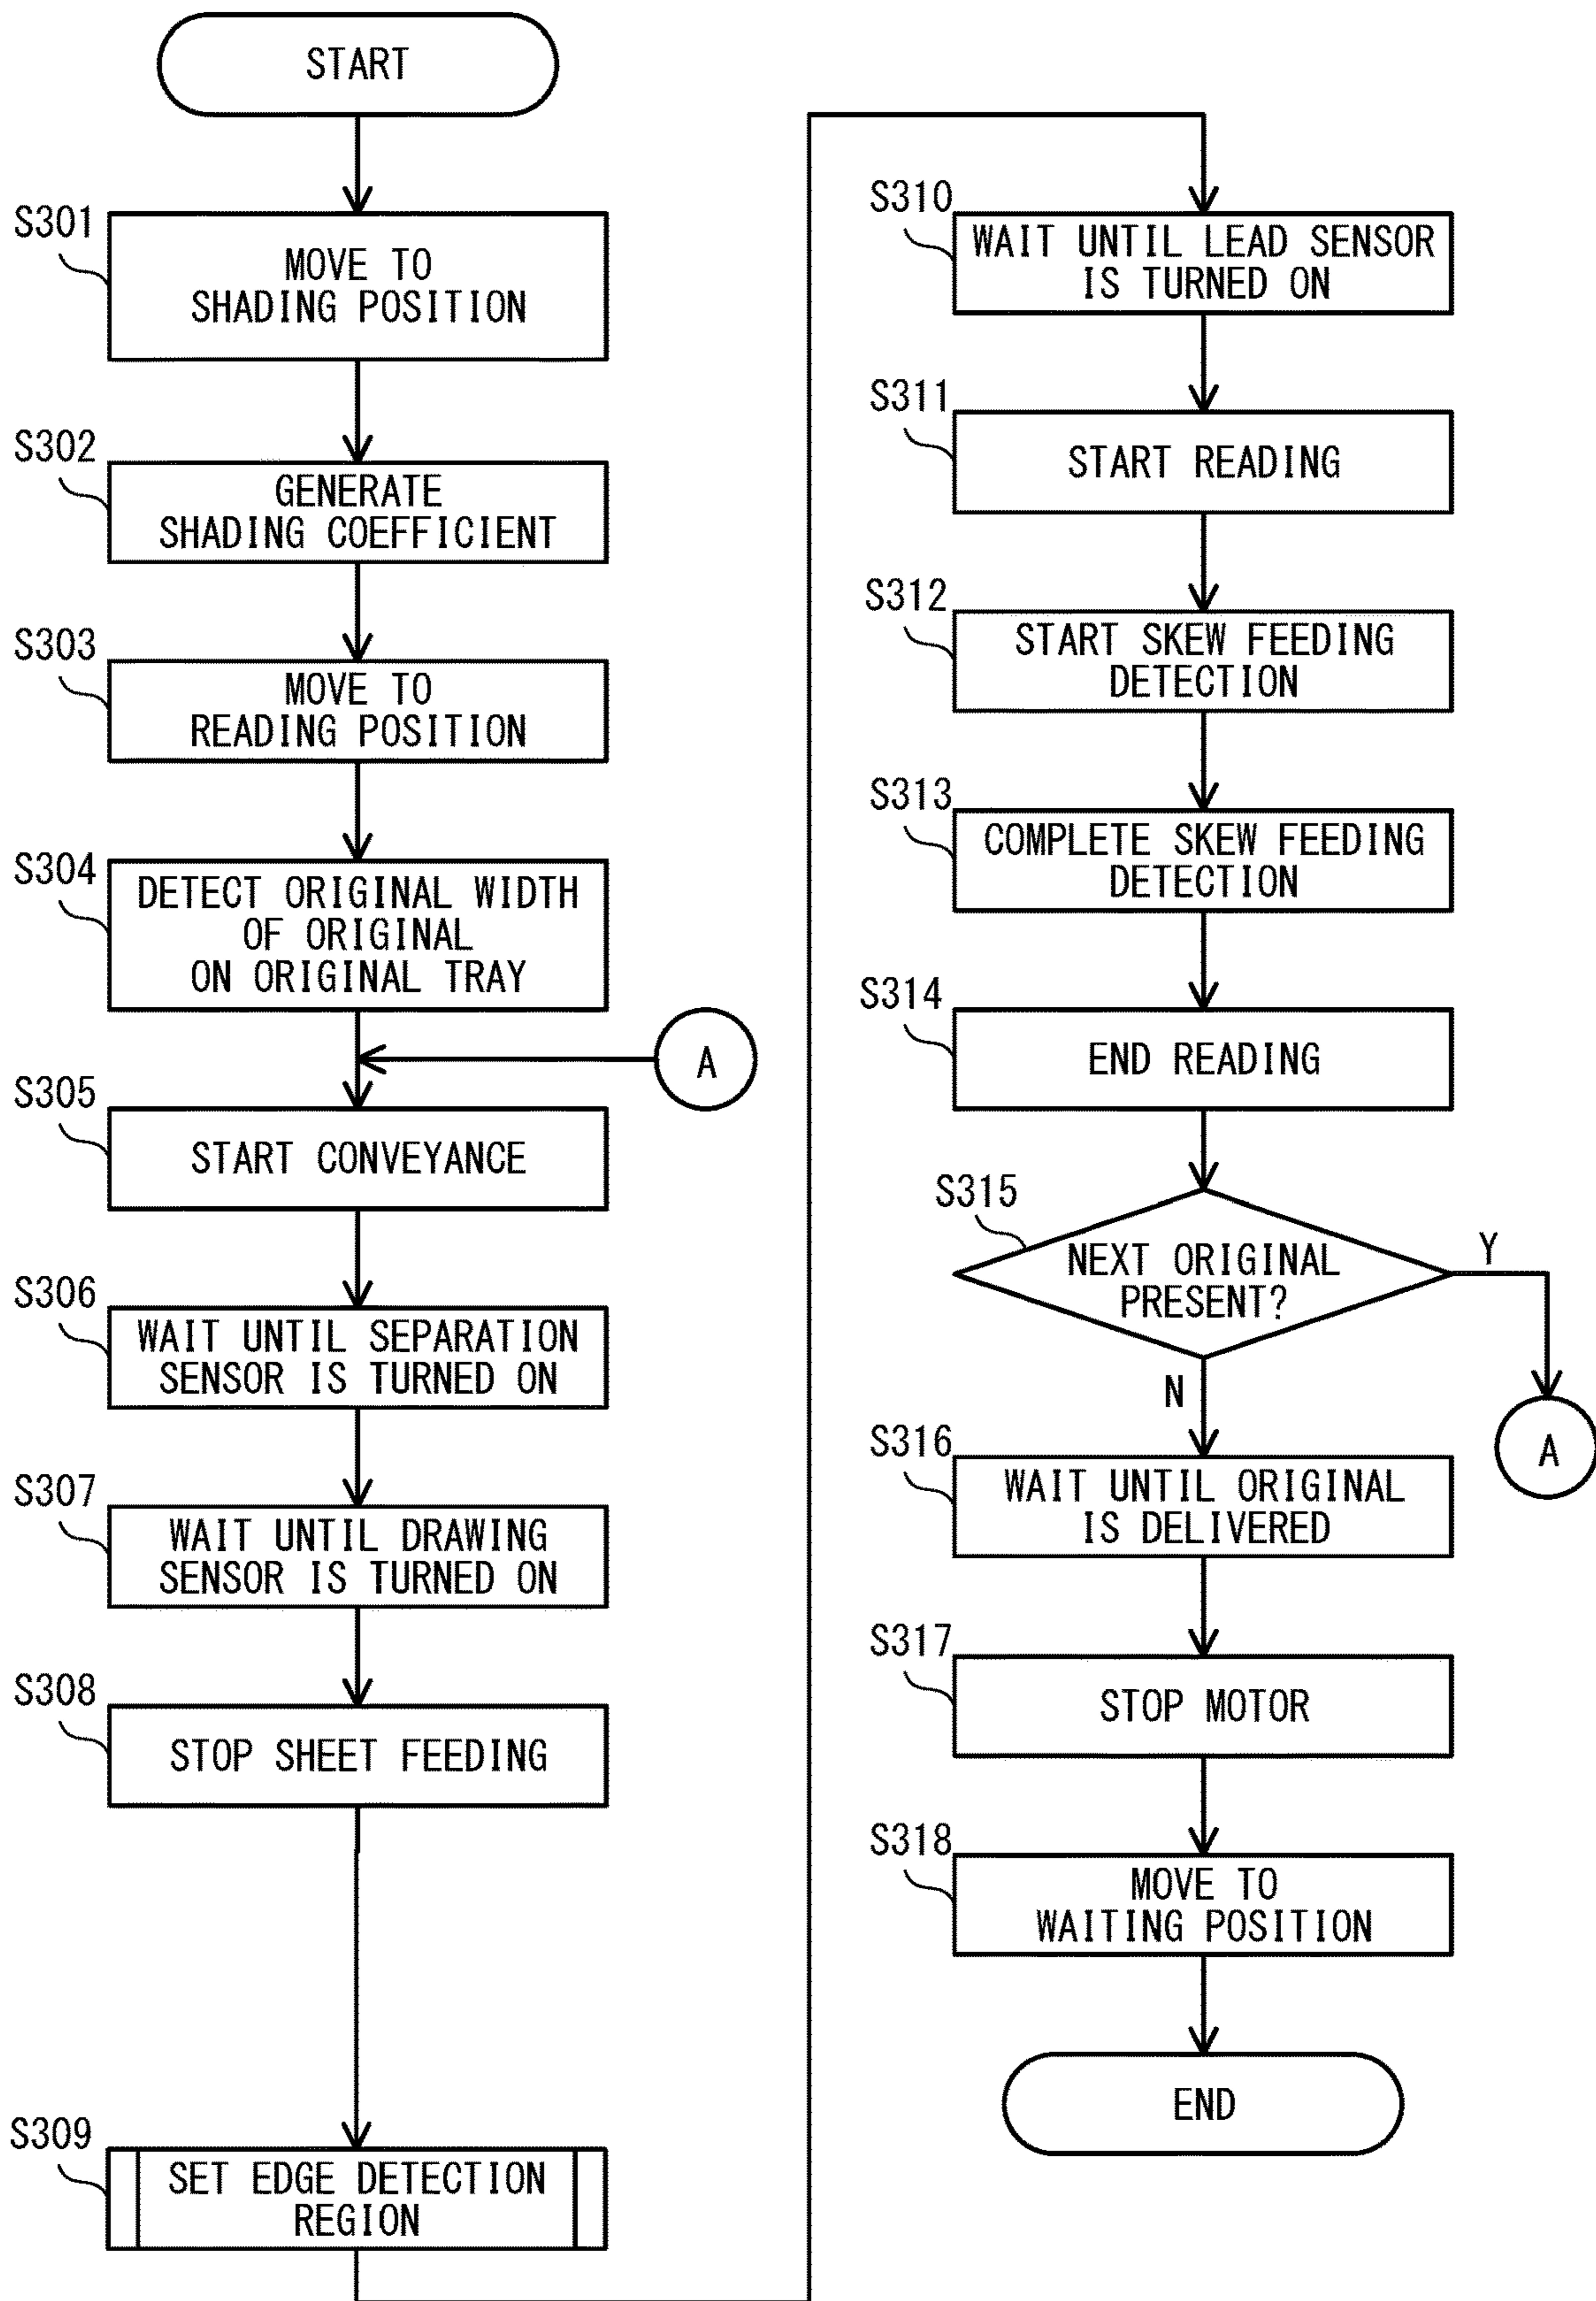 START
S301
MOVE TO
SHADING POSITION
S302
GENERATE
SHADING COEFFICIENT
S303
MOVE TO
READING POSITION
S304
DETECT ORIGINAL WIDTH
OF ORIGINAL
ON ORIGINAL TRAY
A
S305
START CONVEYANCE
S306
WAIT UNTIL SEPARATION
SENSOR IS TURNED ON
S307
WAIT UNTIL DRAWING
SENSOR IS TURNED ON
S308
STOP SHEET FEEDING
S309
SET EDGE DETECTION
REGION
S310
WAIT UNTIL LEAD SENSOR
IS TURNED ON
S311
START READING
S312
START SKEW FEEDING
DETECTION
S313
COMPLETE SKEW FEEDING
DETECTION
S314
END READING
S315
NEXT ORIGINAL
PRESENT?
Y
N
A
S316
WAIT UNTIL ORIGINAL
IS DELIVERED
S317
STOP MOTOR
S318
MOVE TO
WAITING POSITION
END